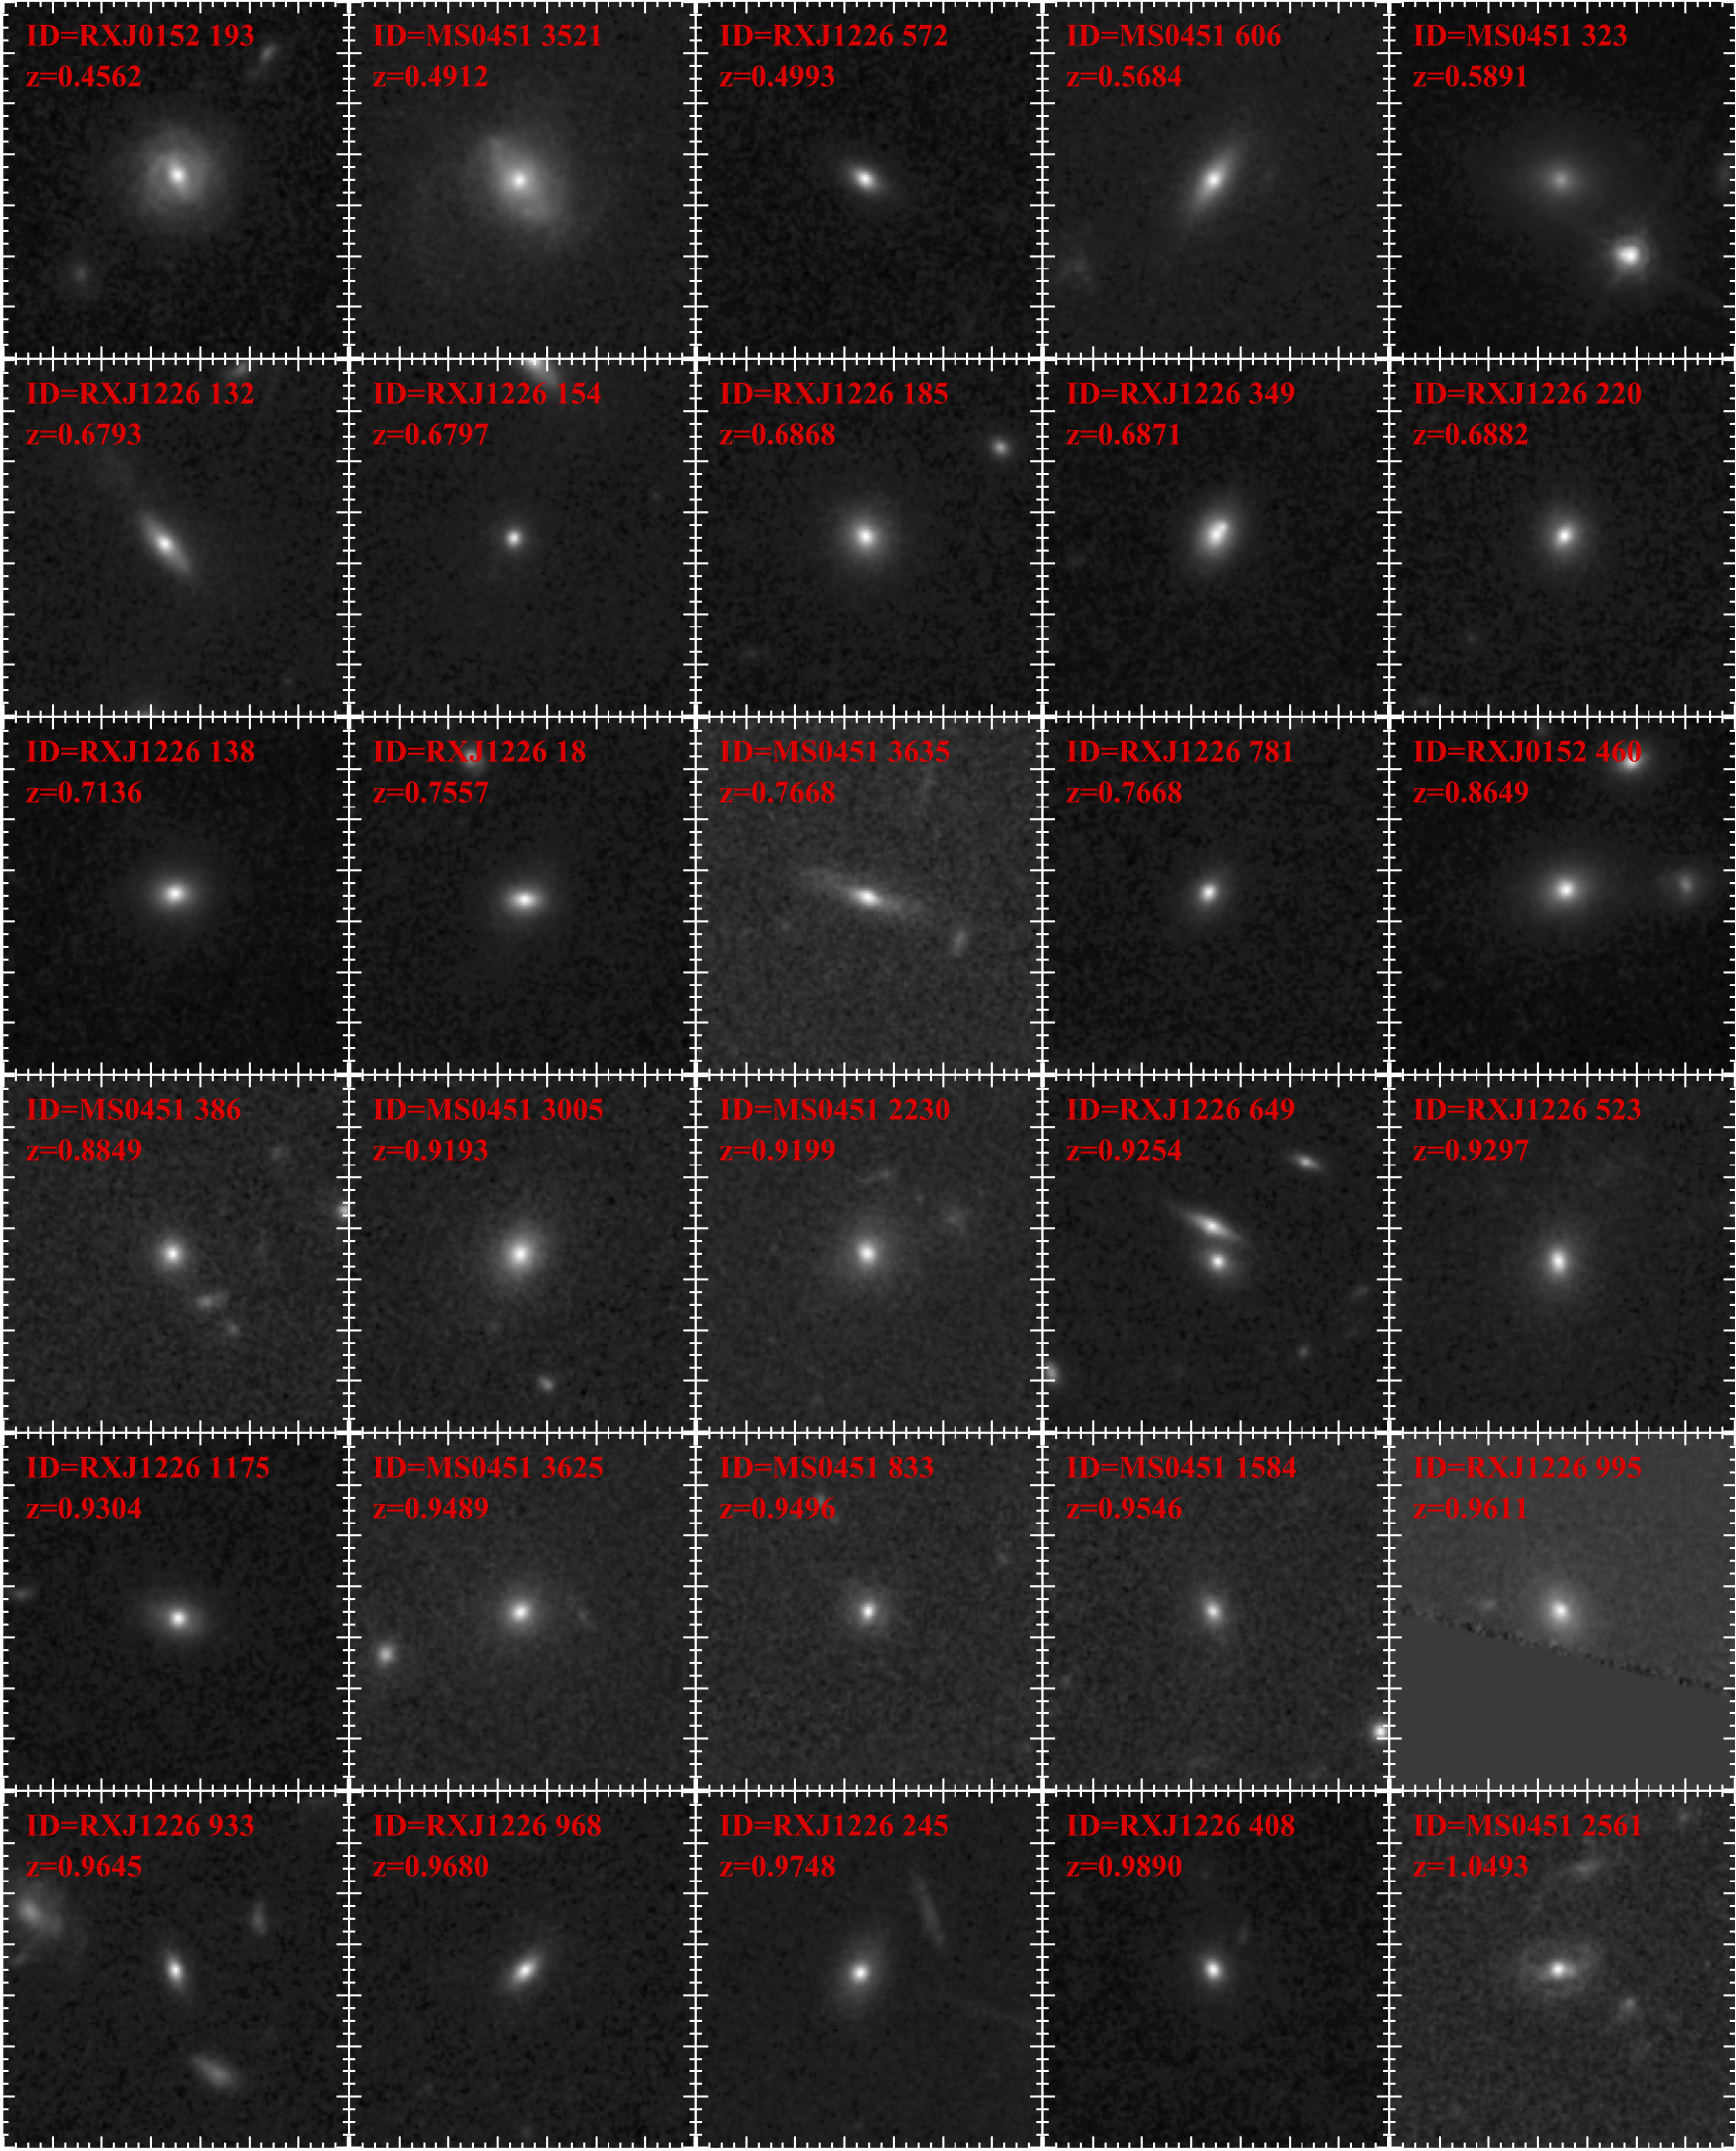 ID=RXJ0152 193
z=0.4562
ID=MS0451 3521
z=0.4912
ID=RXJ1226 572
z=0.4993
ID=MS0451 606
z=0.5684
ID=MS0451 323
z=0.5891
ID=RXJ1226 132
z=0.6793
ID=RXJ1226 154
z=0.6797
ID=RXJ1226 185
z=0.6868
ID=RXJ1226 349
z=0.6871
ID=RXJ1226 220
z=0.6882
ID=RXJ1226 138
z=0.7136
ID=RXJ1226 18
z=0.7557
ID=MS0451 3635
z=0.7668
ID=RXJ1226 781
z=0.7668
ID=RXJ0152 460
z=0.8649
ID=MS0451 386
z=0.8849
ID=MS0451 3005
z=0.9193
ID=MS0451 2230
z=0.9199
ID=RXJ1226 649
z=0.9254
ID=RXJ1226 523
z=0.9297
ID=RXJ1226 1175
z=0.9304
ID=MS0451 3625
z=0.9489
ID=MS0451 833
z=0.9496
ID=MS0451 1584
z=0.9546
ID=RXJ1226 995
z=0.9611
ID=RXJ1226 933
z=0.9645
ID=RXJ1226 968
z=0.9680
ID=RXJ1226 245
z=0.9748
ID=RXJ1226 408
z=0.9890
ID=MS0451 2561
z=1.0493